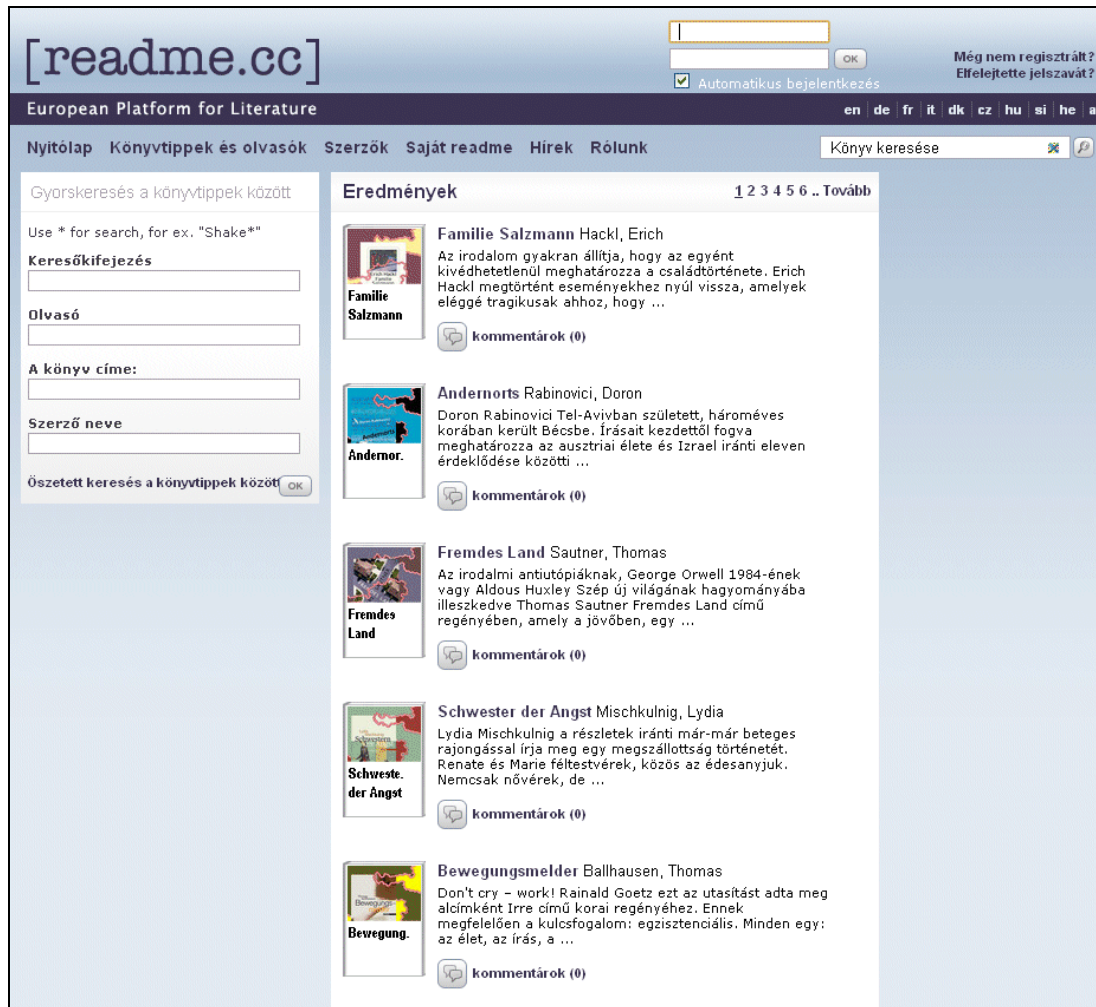 [readme.cc]
OK
Még nem regisztrált?
Elfelejtette jelszavát?
Automatikus bejelentkezés
European Platform for Literature
en | de | fr | it | dk | cz | hu | si | he | a
Nyitólap Könyvtippek és olvasók Szerzők Saját readme Hírek Rólunk
Könyv keresése
Gyorskeresés a könyvtippek között
Use * for search, for ex. "Shake*"
Keresőkifejezés
Olvasó
A könyv címe:
Szerző neve
Öszetett keresés a könyvtippek között
OK
Eredmények
1 2 3 4 5 6 .. Tovább
Familie
Salzmann
Familie Salzmann Hackl, Erich
Az irodalom gyakran állítja, hogy az egyént
kivédhetetlenül meghatározza a családtörténete. Erich
Hackl megtörtént eseményekhez nyúl vissza, amelyek
eléggé tragikusak ahhoz, hogy ...
kommentárok (0)
Andernor.
Andernorts Rabinovici, Doron
Doron Rabinovici Tel-Avivban született, hároméves
korában került Bécsbe. Írásait kezdettől fogva
meghatározza az ausztriai élete és Izrael iránti eleven
érdeklődése közötti ...
kommentárok (0)
Fremdes
Land
Fremdes Land Sautner, Thomas
Az irodalmi antiutópiáknak, George Orwell 1984-ének
vagy Aldous Huxley Szép új világának hagyományába
illeszkedve Thomas Sautner Fremdes Land című
regényében, amely a jövőben, egy ...
kommentárok (0)
Schweste.
der Angst
Schwester der Angst Mischkulnig, Lydia
Lydia Mischkulnig a részletek iránti már-már beteges
rajongással írja meg egy megszállottság történetét.
Renate és Marie féltestvérek, közös az édesanyjuk.
Nemcsak nővérek, de ...
kommentárok (0)
Bewegung.
Bewegungsmelder Ballhausen, Thomas
Don't cry – work! Rainald Goetz ezt az utasítást adta meg
alcímként Irre című korai regényéhez. Ennek
megfelelően a kulcsfogalom: egzisztenciális. Minden egy:
az élet, az írás, a ...
kommentárok (0)